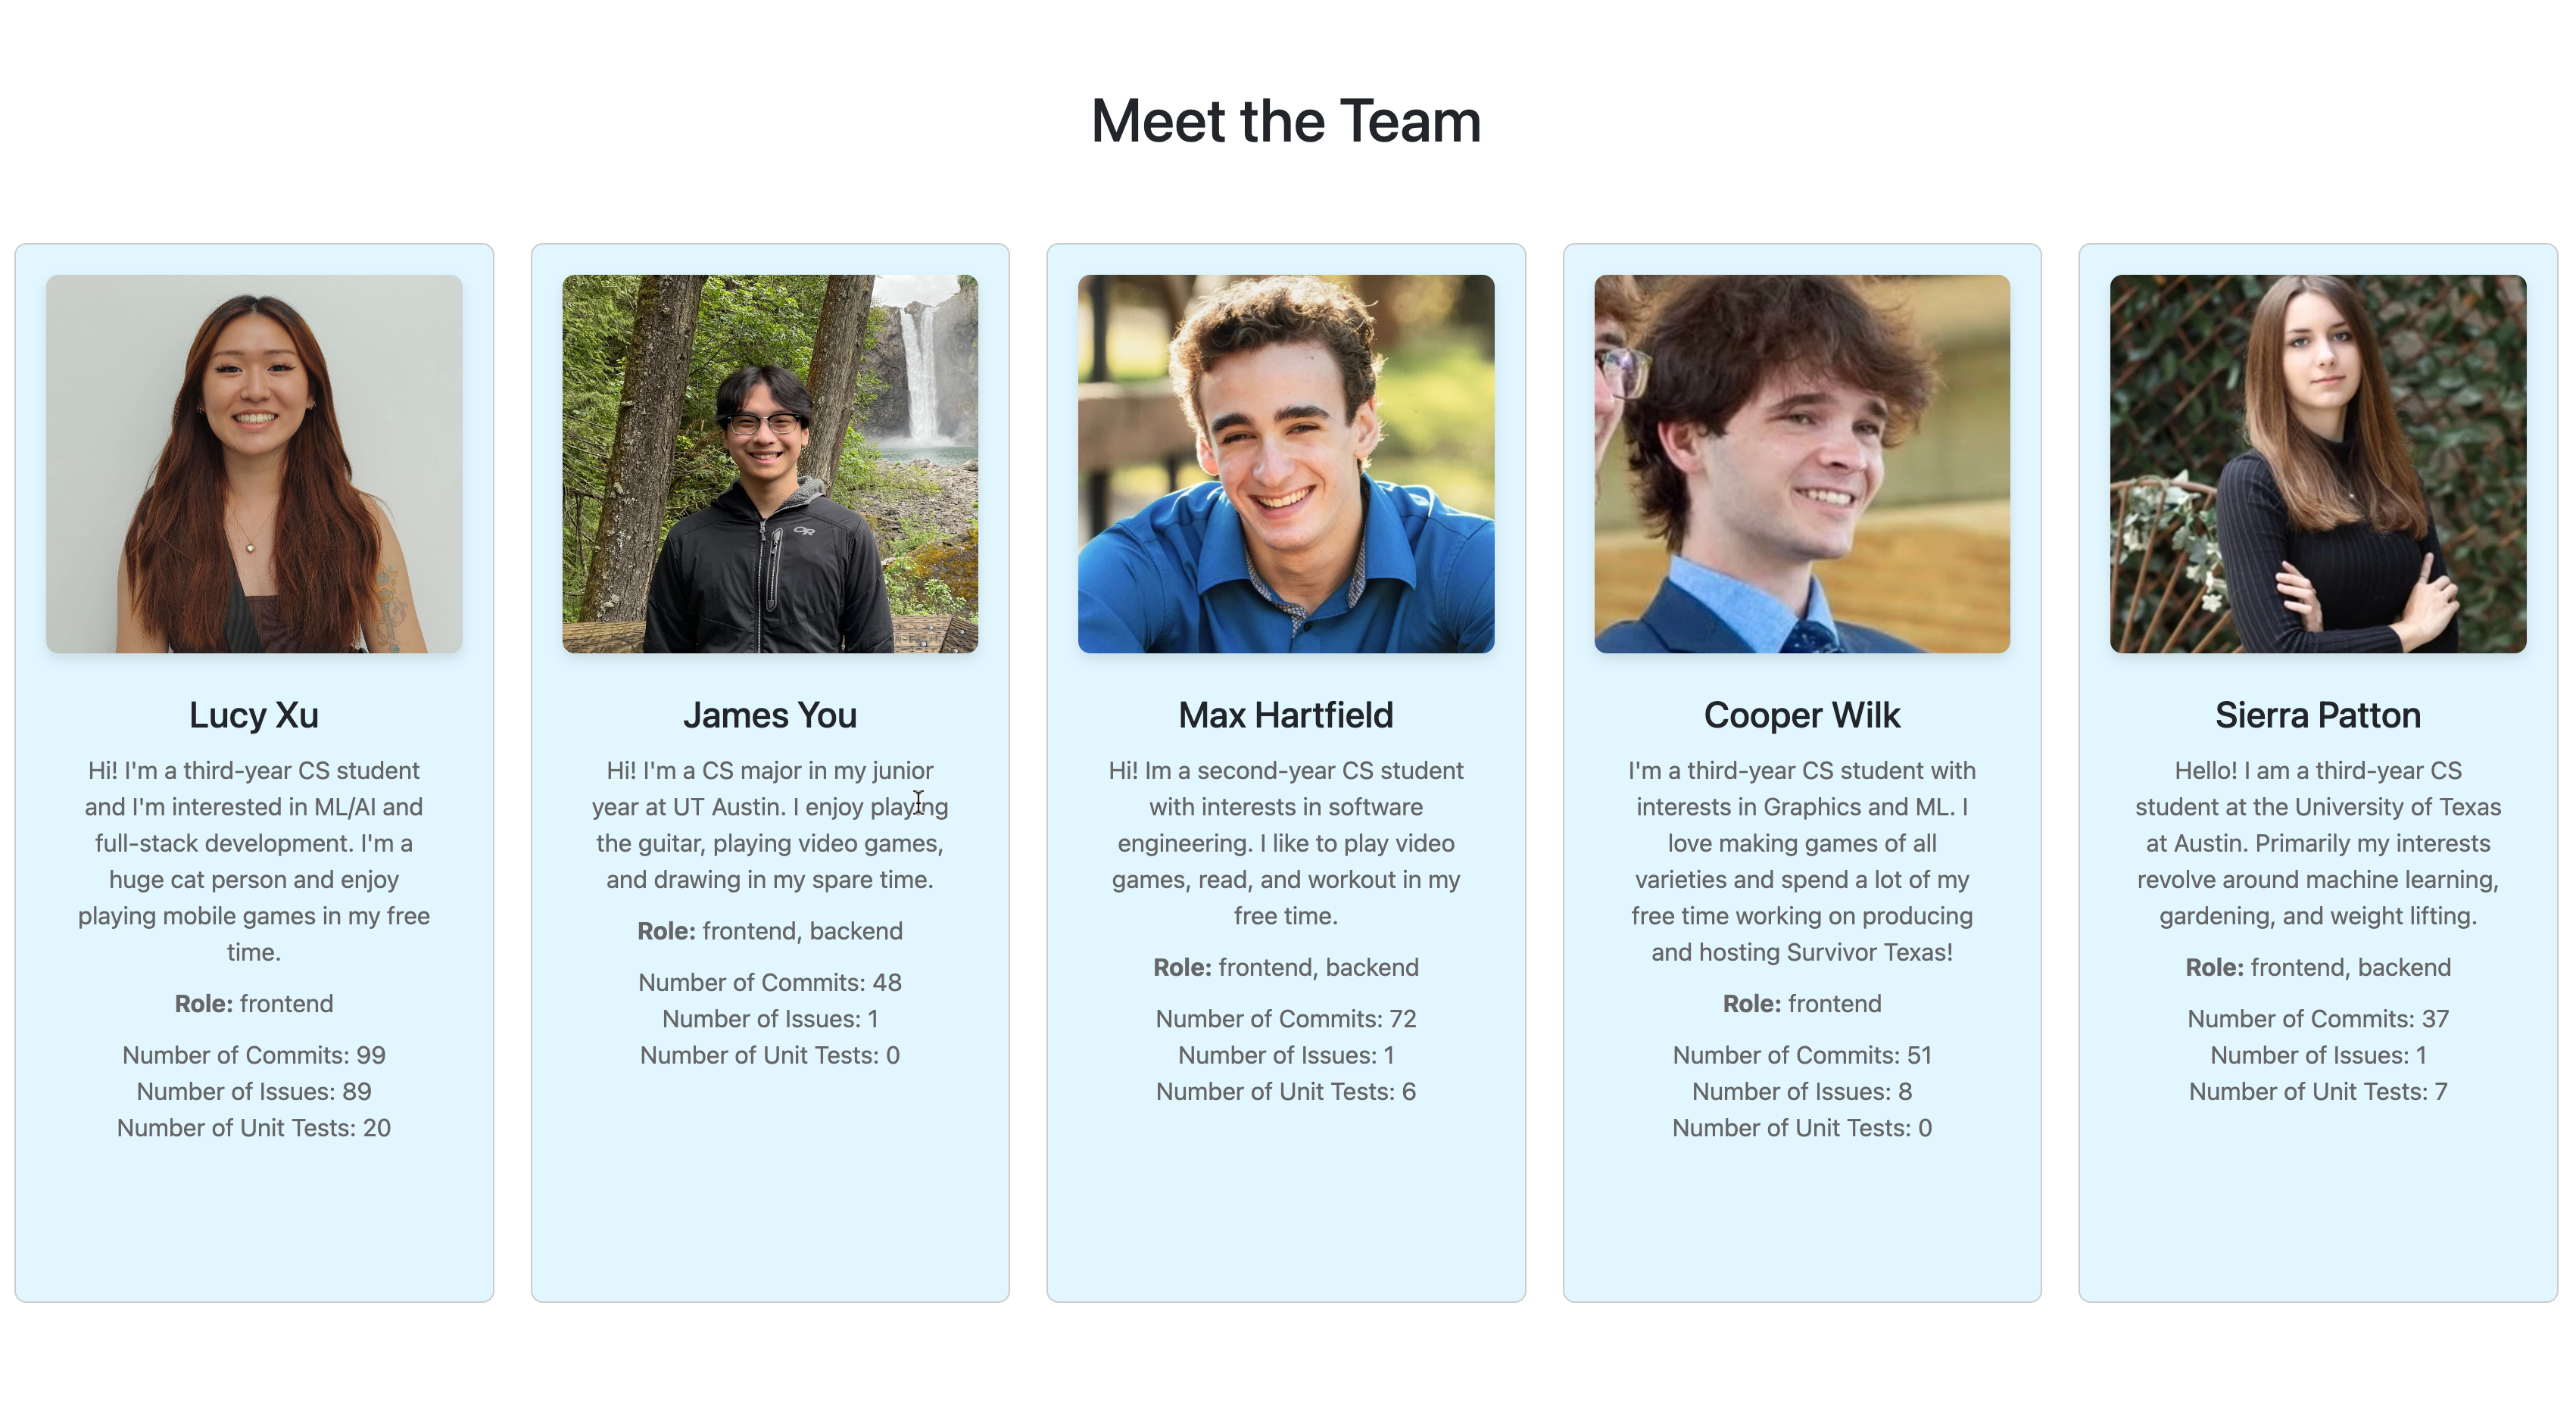 Meet the Team
Lucy Xu
Hi! I'm a third-year CS student
and I'm interested in ML/AI and
full-stack development. I'm a
huge cat person and enjoy
playing mobile games in my free
time.
Role: frontend
Number of Commits: 99
Number of Issues: 89
Number of Unit Tests: 20
OR
James You
Hi! I'm a CS major in my junior
year at UT Austin. I enjoy playing
the guitar, playing video games,
and drawing in my spare time.
Role: frontend, backend
Number of Commits: 48
Number of Issues: 1
Number of Unit Tests: 0
Max Hartfield
Hi! Im a second-year CS student
with interests in software
engineering. I like to play video
games, read, and workout in my
free time.
Role: frontend, backend
Number of Commits: 72
Number of Issues: 1
Number of Unit Tests: 6
Cooper Wilk
I'm a third-year CS student with
interests in Graphics and ML. I
love making games of all
varieties and spend a lot of my
free time working on producing
and hosting Survivor Texas!
Role: frontend
Number of Commits: 51
Number of Issues: 8
Number of Unit Tests: 0
Sierra Patton
Hello! I am a third-year CS
student at the University of Texas
at Austin. Primarily my interests
revolve around machine learning,
gardening, and weight lifting.
Role: frontend, backend
Number of Commits: 37
Number of Issues: 1
Number of Unit Tests: 7